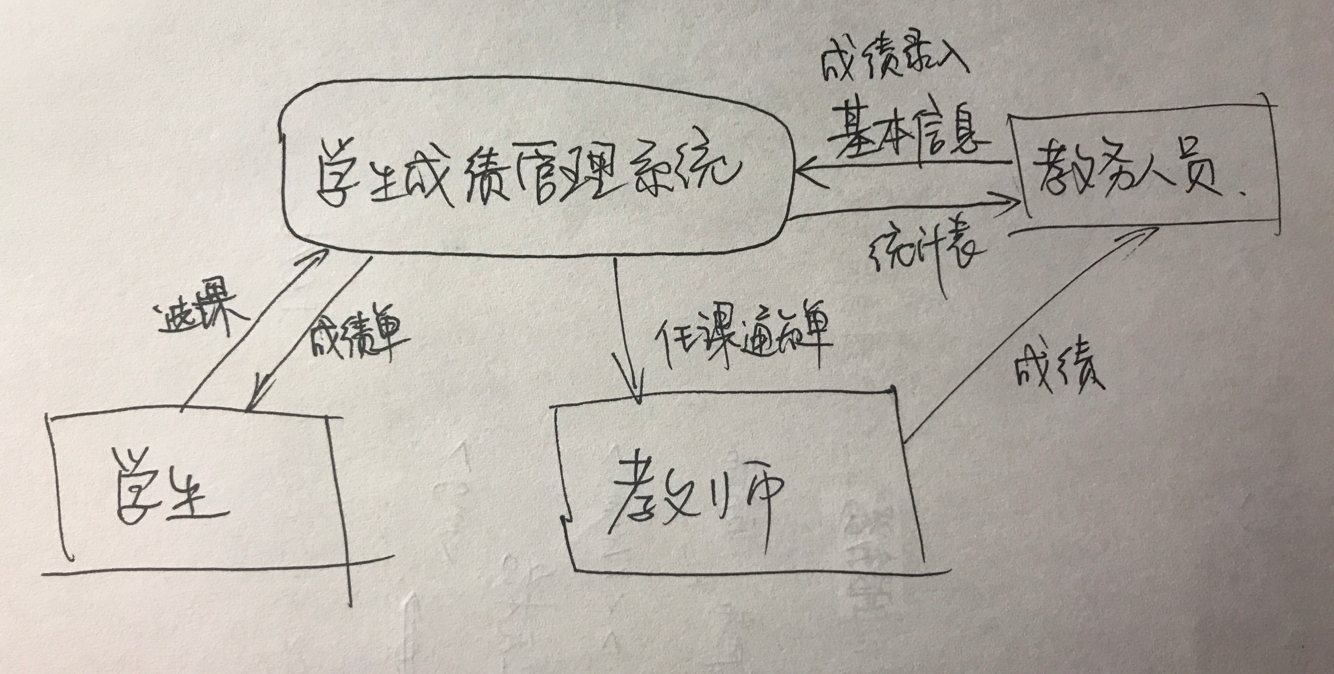 成绩录入
基本信息
学生成绩管理系统
教务人员.
统计表
选课
成绩单
任课通知单
成绩
学生
教师